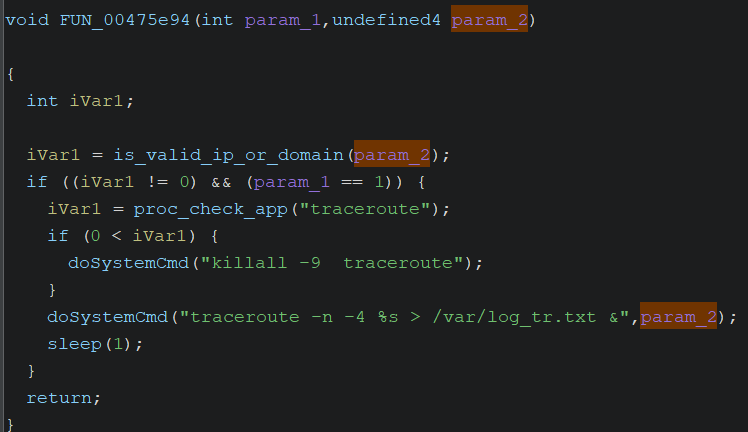 void FUN_00475e94(int param_1,undefined4 param_2)
{
int iVar1;
iVar1 = is_valid_ip_or_domain(param_2);
if ((iVar1 != 0) && (param_1 == 1)) {
iVar1 = proc_check_app("traceroute");
if (0 < iVar1) {
doSystemCmd("killall -9  traceroute");
}
doSystemCmd("traceroute -n -4 %s > /var/log_tr.txt &",param_2);
sleep(1);
}
return;
}